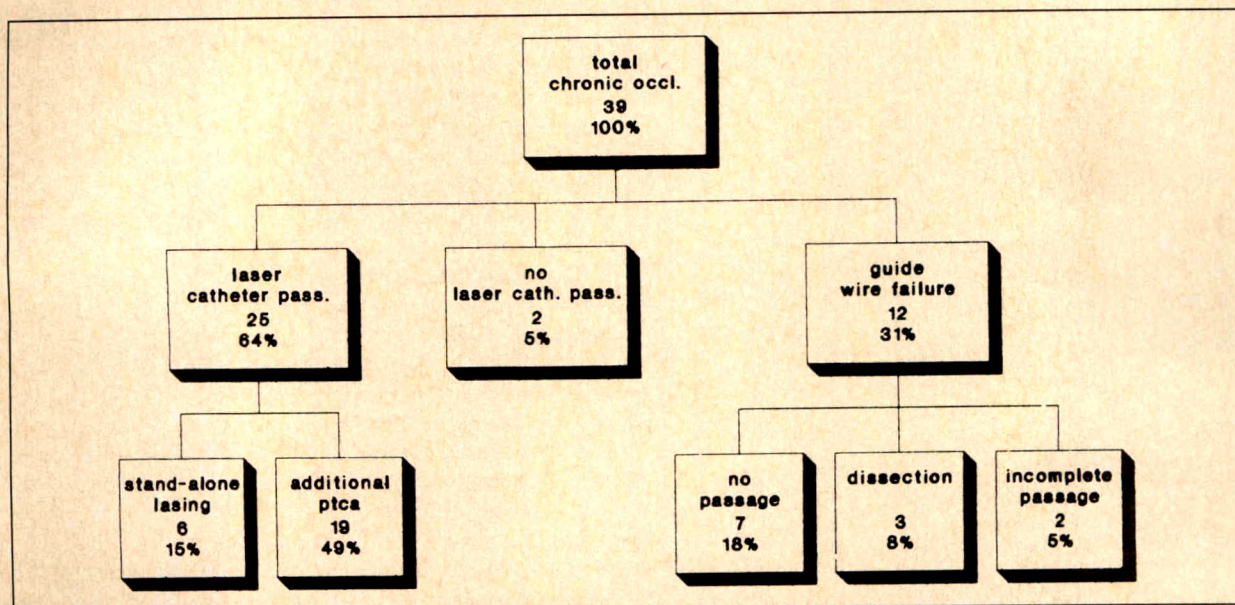 total
chronic occl.
39
100%
laser
catheter pass.
25
64%
no
laser cath. pass.
2
5%
guide
wire failure
12
31%
stand-alone
lasing
6
15%
additional
ptca
19
49%
no
passage
7
18%
dissection
3
8%
incomplete
passage
2
5%